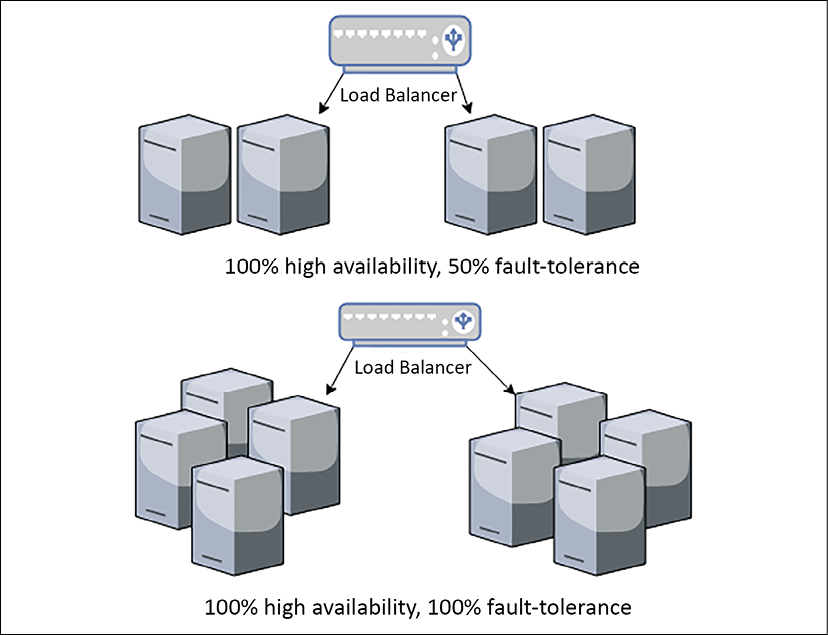 Load Balancer
100% high availability, 50% fault-tolerance
Load Balancer
100% high availability, 100% fault-tolerance